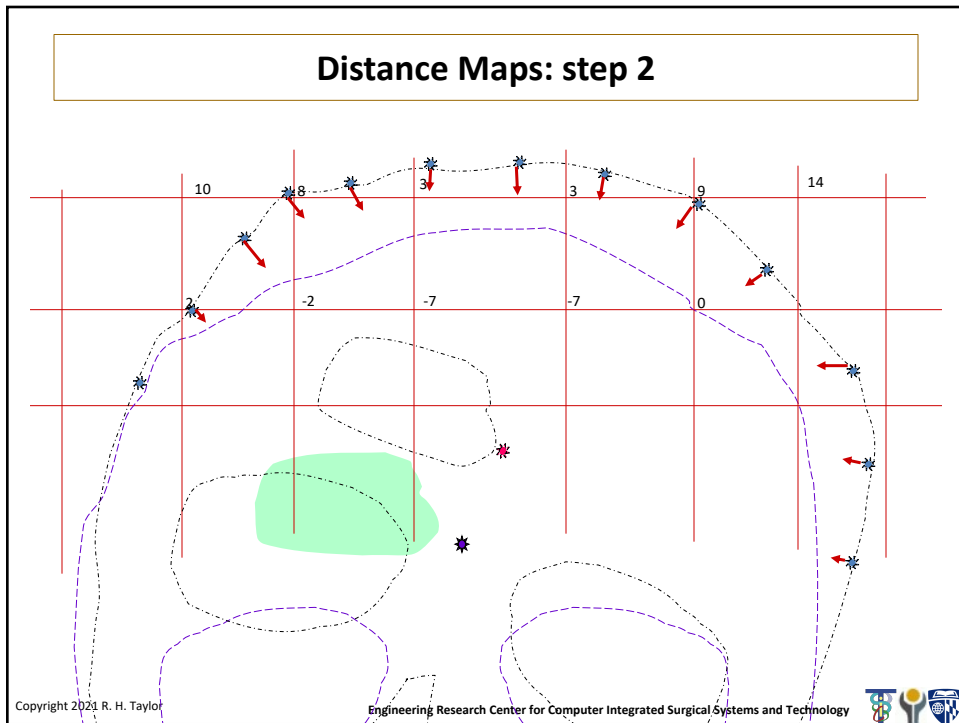 Distance Maps: step 2
10 8 3 3 9 14
2 -2 -7 -7 0
Copyright 2021 R. H. Taylor
Engineering Research Center for Computer Integrated Surgical Systems and Technology